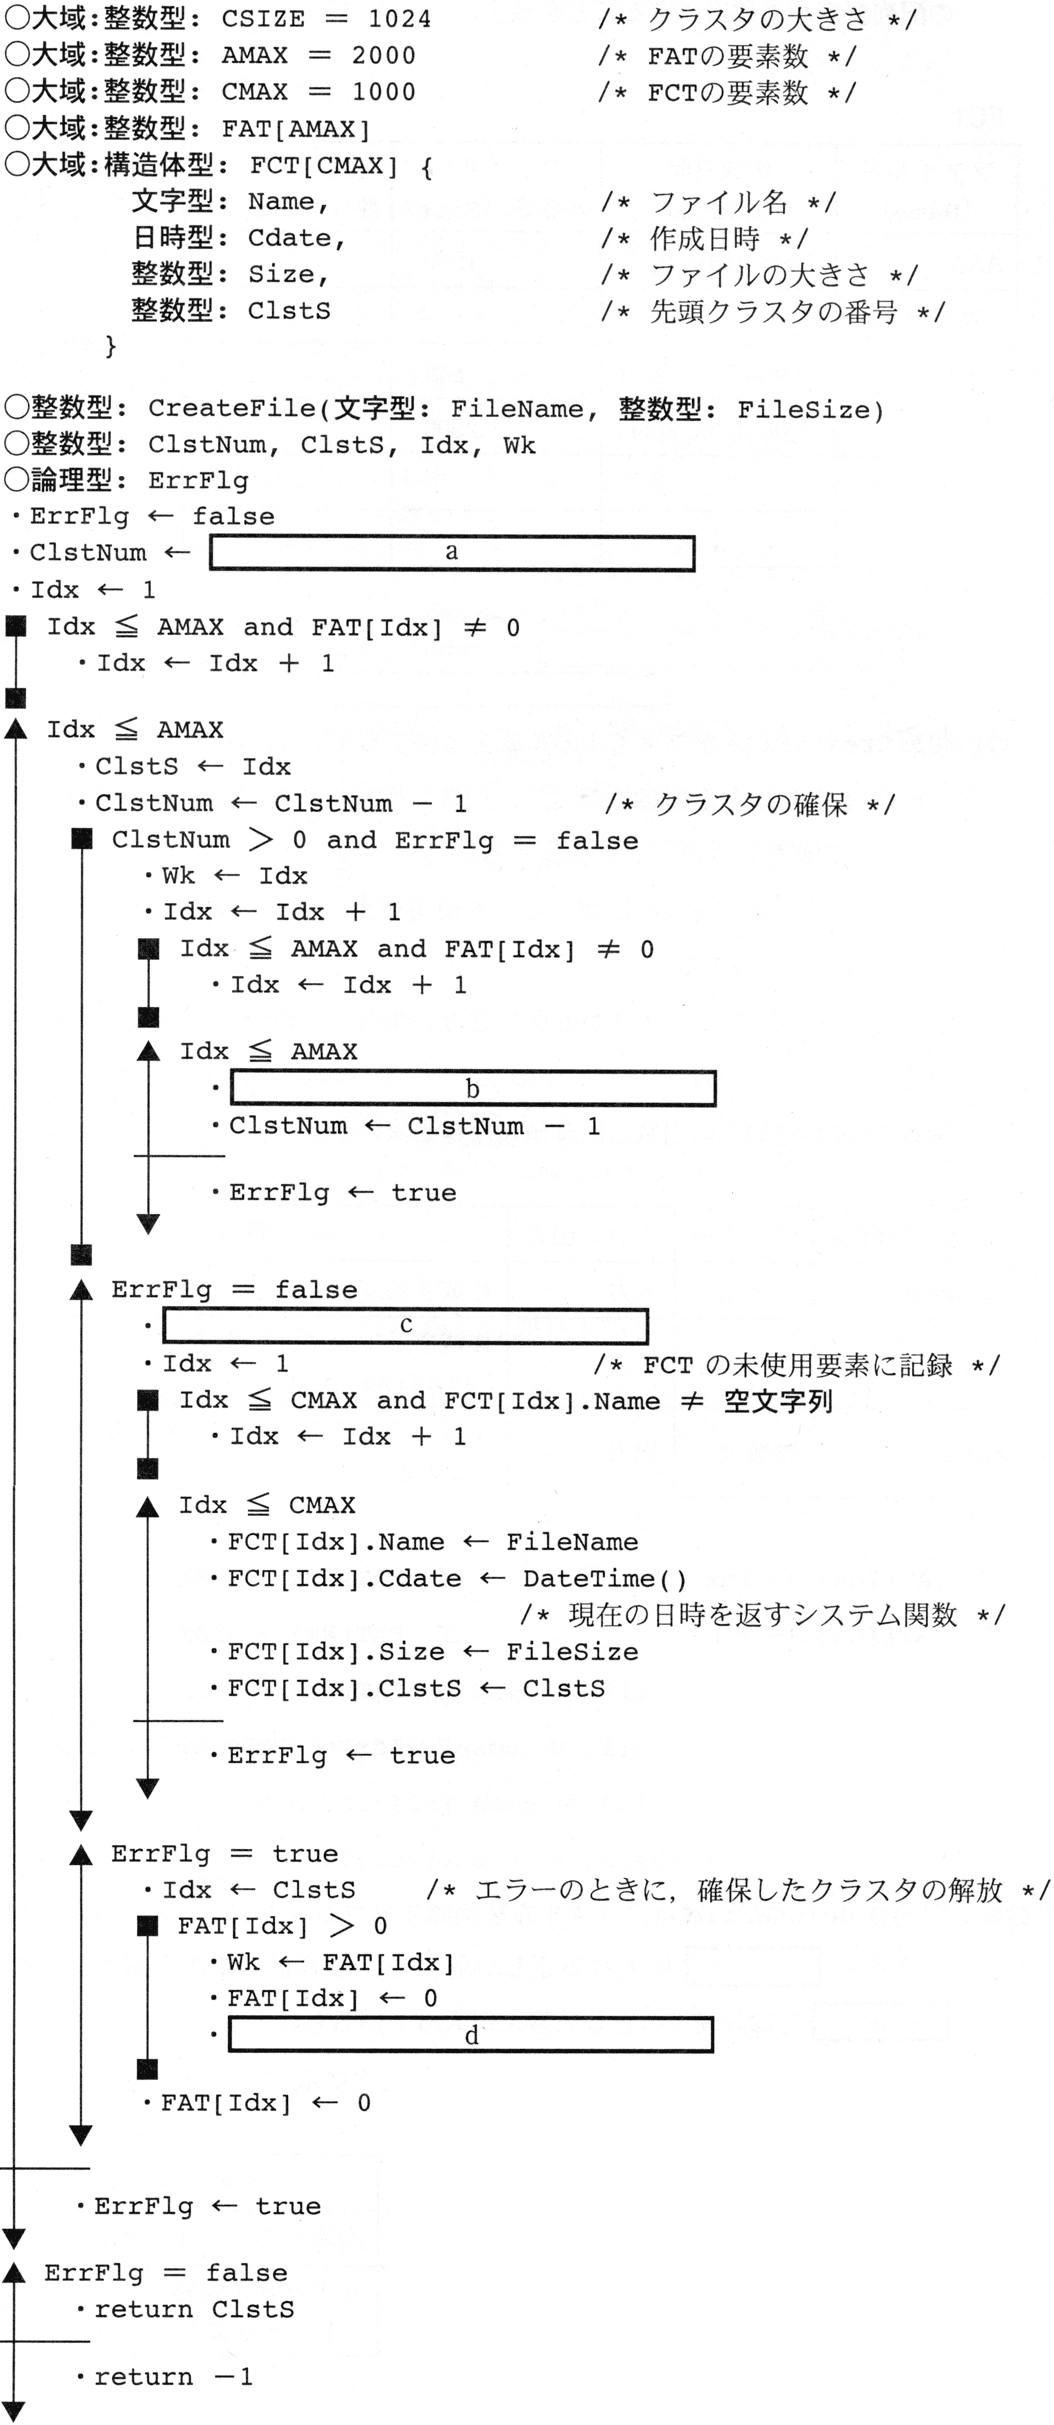 ○大域:整数型: CSIZE = 1024 /* クラスタの大きさ */
○大域:整数型: AMAX = 2000 /* FATの要素数 */
○大域:整数型: CMAX = 1000 /* FCTの要素数 */
○大域:整数型: FAT[AMAX]
○大域:構造体型: FCT[CMAX] {
文字型: Name, /* ファイル名 */
日時型: Cdate, /* 作成日時 */
整数型: Size, /* ファイルの大きさ */
整数型: ClstS /* 先頭クラスタの番号 */
}
○整数型: CreateFile(文字型: FileName, 整数型: FileSize)
○整数型: ClstNum, ClstS, Idx, Wk
○論理型: ErrFlg
・ErrFlg ← false
・ClstNum ← a
・Idx ← 1
■ Idx ≦ AMAX and FAT[Idx] ≠ 0
・Idx ← Idx + 1
■
▲ Idx ≦ AMAX
・ClstS ← Idx
・ClstNum ← ClstNum − 1 /* クラスタの確保 */
■ ClstNum > 0 and ErrFlg = false
・Wk ← Idx
・Idx ← Idx + 1
■ Idx ≦ AMAX and FAT[Idx] ≠ 0
・Idx ← Idx + 1
■
▲ Idx ≦ AMAX
・ b
・ClstNum ← ClstNum − 1
・ErrFlg ← true
▼
■
▲ ErrFlg = false
・ c
・Idx ← 1 /* FCT の未使用要素に記録 */
■ Idx ≦ CMAX and FCT[Idx].Name ≠ 空文字列
・Idx ← Idx + 1
■
▲ Idx ≦ CMAX
・FCT[Idx].Name ← FileName
・FCT[Idx].Cdate ← DateTime()
/* 現在の日時を返すシステム関数 */
・FCT[Idx].Size ← FileSize
・FCT[Idx].ClstS ← ClstS
・ErrFlg ← true
▼
▼
▲ ErrFlg = true
・Idx ← ClstS /* エラーのときに，確保したクラスタの解放 */
■ FAT[Idx] > 0
・Wk ← FAT[Idx]
・FAT[Idx] ← 0
・ d
■
・FAT[Idx] ← 0
▼
・ErrFlg ← true
▼
▲ ErrFlg = false
・return ClstS
・return −1
▼